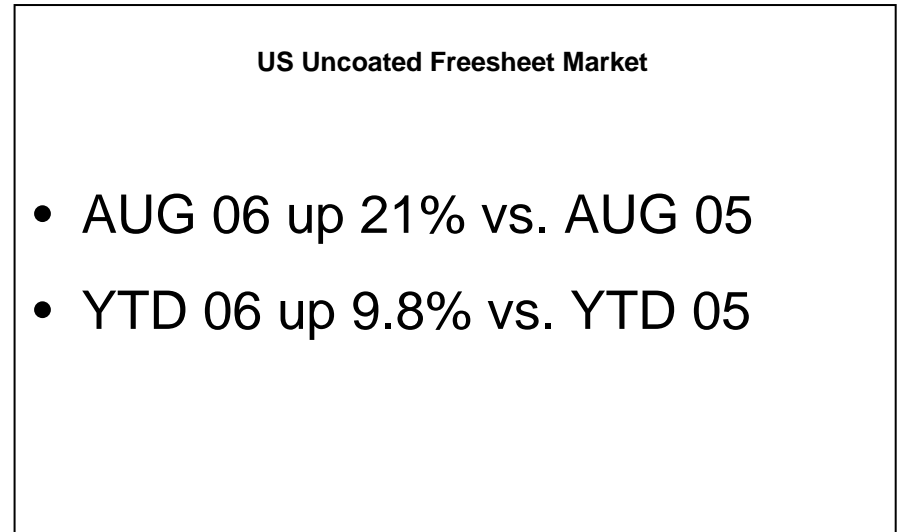 US Uncoated Freesheet Market
• AUG 06 up 21% vs. AUG 05
• YTD 06 up 9.8% vs. YTD 05